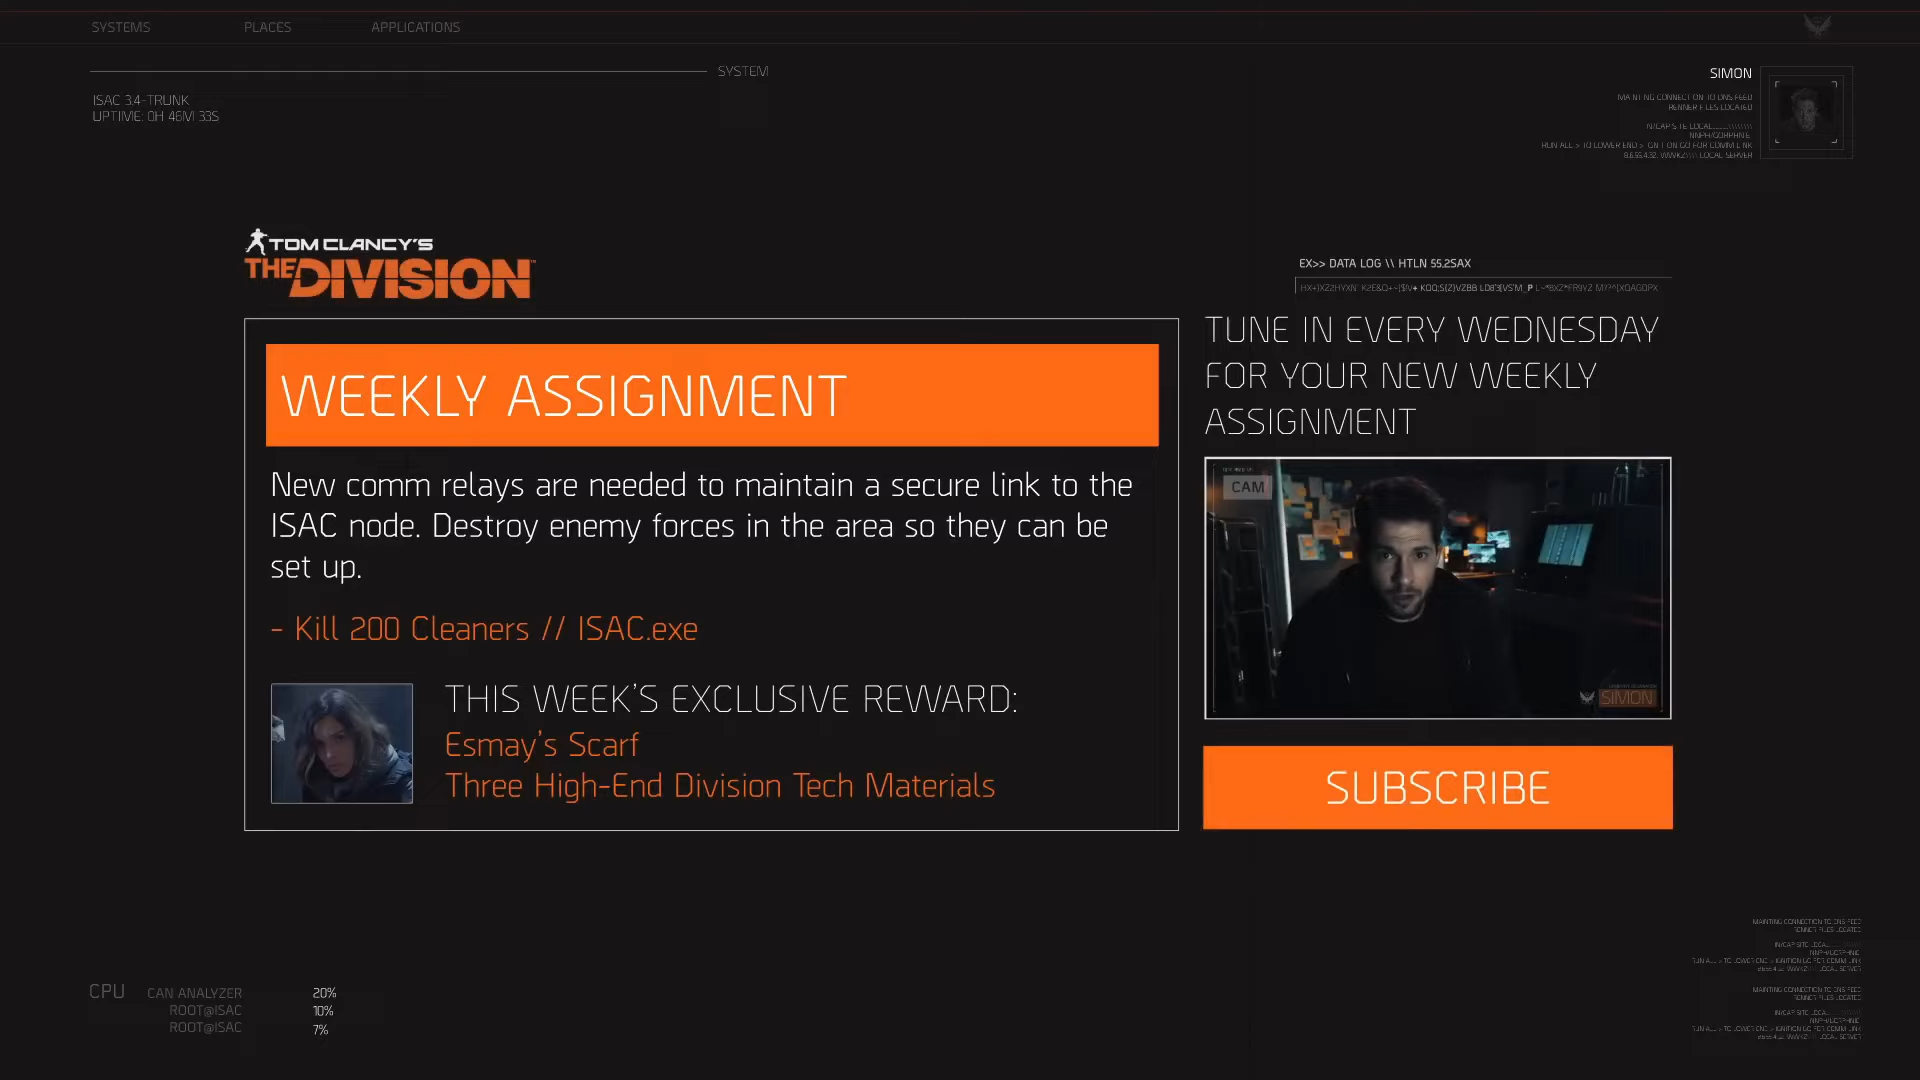 SYSTEMS
PLACES
APPLICATIONS
SYSTEM
ISAC 3.4-TRUNK
UPTIME: 0H 46M 33S
SIMON
RENNER FILES LOCATED
TOM CLANCY'S
THE DIVISION
EX>> DATA LOG \\ HTLN 55.2SAX
WEEKLY ASSIGNMENT
New comm relays are needed to maintain a secure link to the
ISAC node. Destroy enemy forces in the area so they can be
set up.
- Kill 200 Cleaners // ISAC.exe
THIS WEEK'S EXCLUSIVE REWARD:
Esmay's Scarf
Three High-End Division Tech Materials
TUNE IN EVERY WEDNESDAY
FOR YOUR NEW WEEKLY
ASSIGNMENT
CAM
SIMON
SUBSCRIBE
CPU
CAN ANALYZER 20%
ROOT@ISAC 10%
ROOT@ISAC 7%